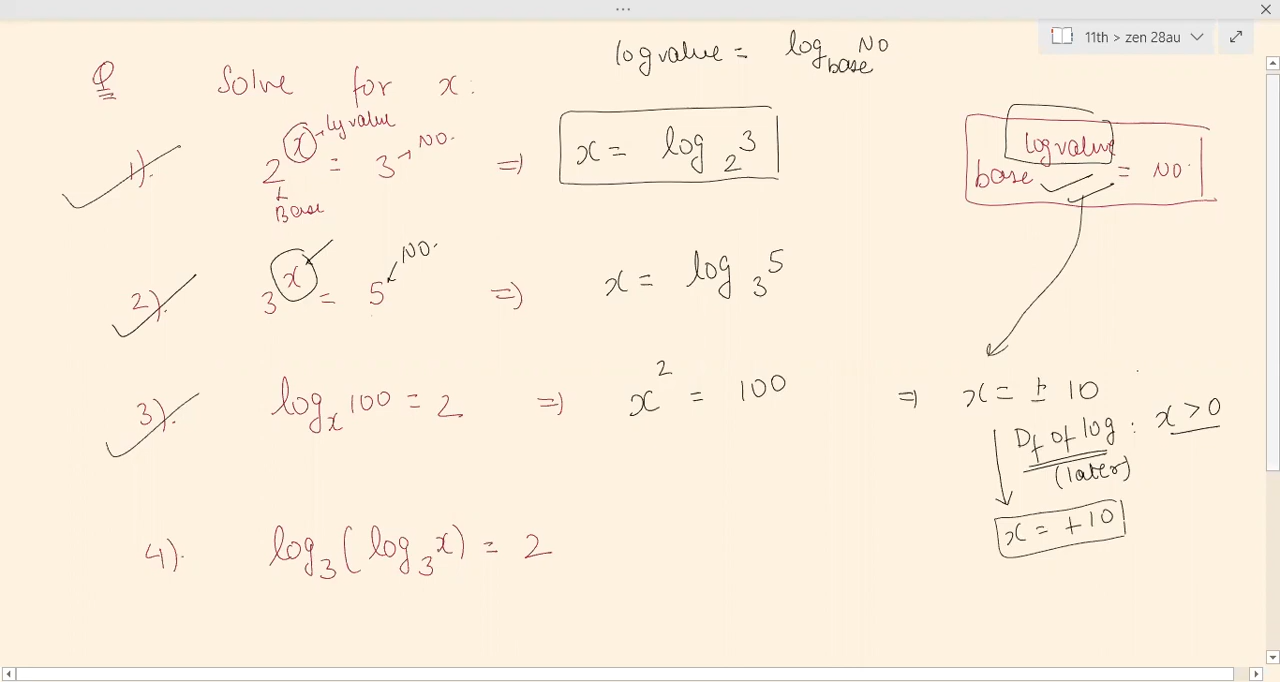 11th > zen 28au
Q Solve for x:
log value = log_base NO
1). 2^x = 3 → NO. ⇒ x = log_2 3
log value
Base
base^(log value) = NO.
2). 3^x = 5 NO. ⇒ x = log_3 5
3). log_x 100 = 2 ⇒ x^2 = 100 ⇒ x = ± 10
Df of log : x > 0
(later)
x = +10
4). log_3 (log_3 x) = 2